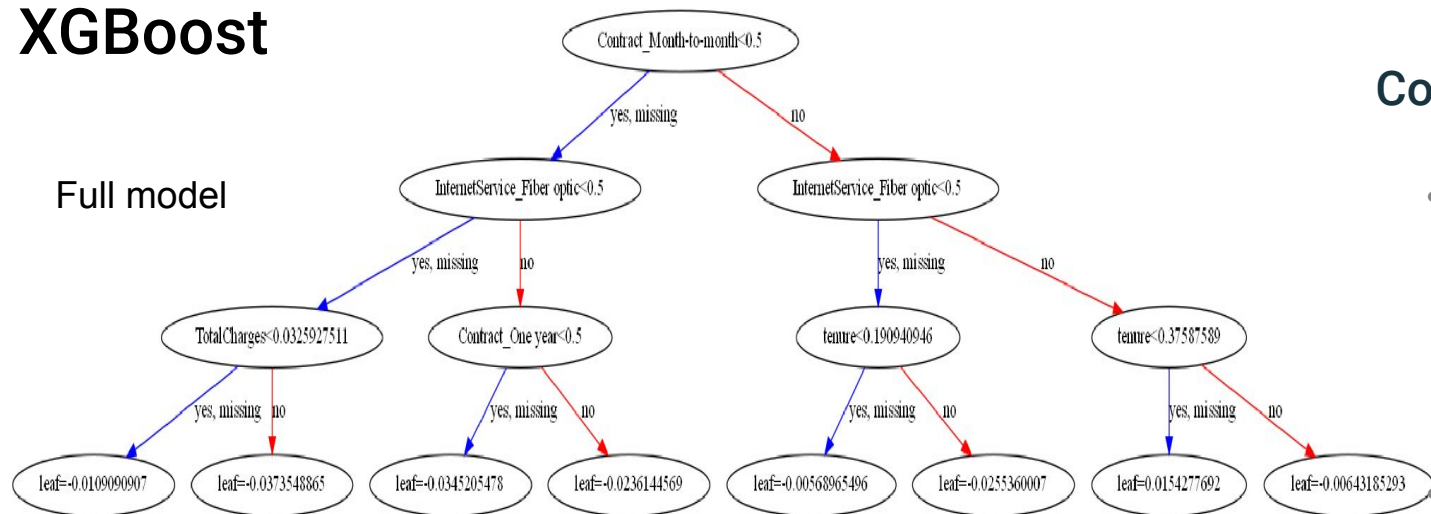 XGBoost
Contract_Month-to-month<0.5
Co
yes, missing
no
Full model
InternetService_Fiber optic<0.5
InternetService_Fiber optic<0.5
yes, missing
no
yes, missing
no
TotalCharges<0.0325927511
Contract_One year<0.5
tenure<0.190940946
tenure<0.37587589
yes, missing
no
yes, missing
no
yes, missing
no
yes, missing
no
leaf=-0.0109090907
leaf=-0.0373548865
leaf=-0.0345205478
leaf=-0.0236144569
leaf=-0.00568965496
leaf=-0.0255360007
leaf=0.0154277692
leaf=-0.00643185293